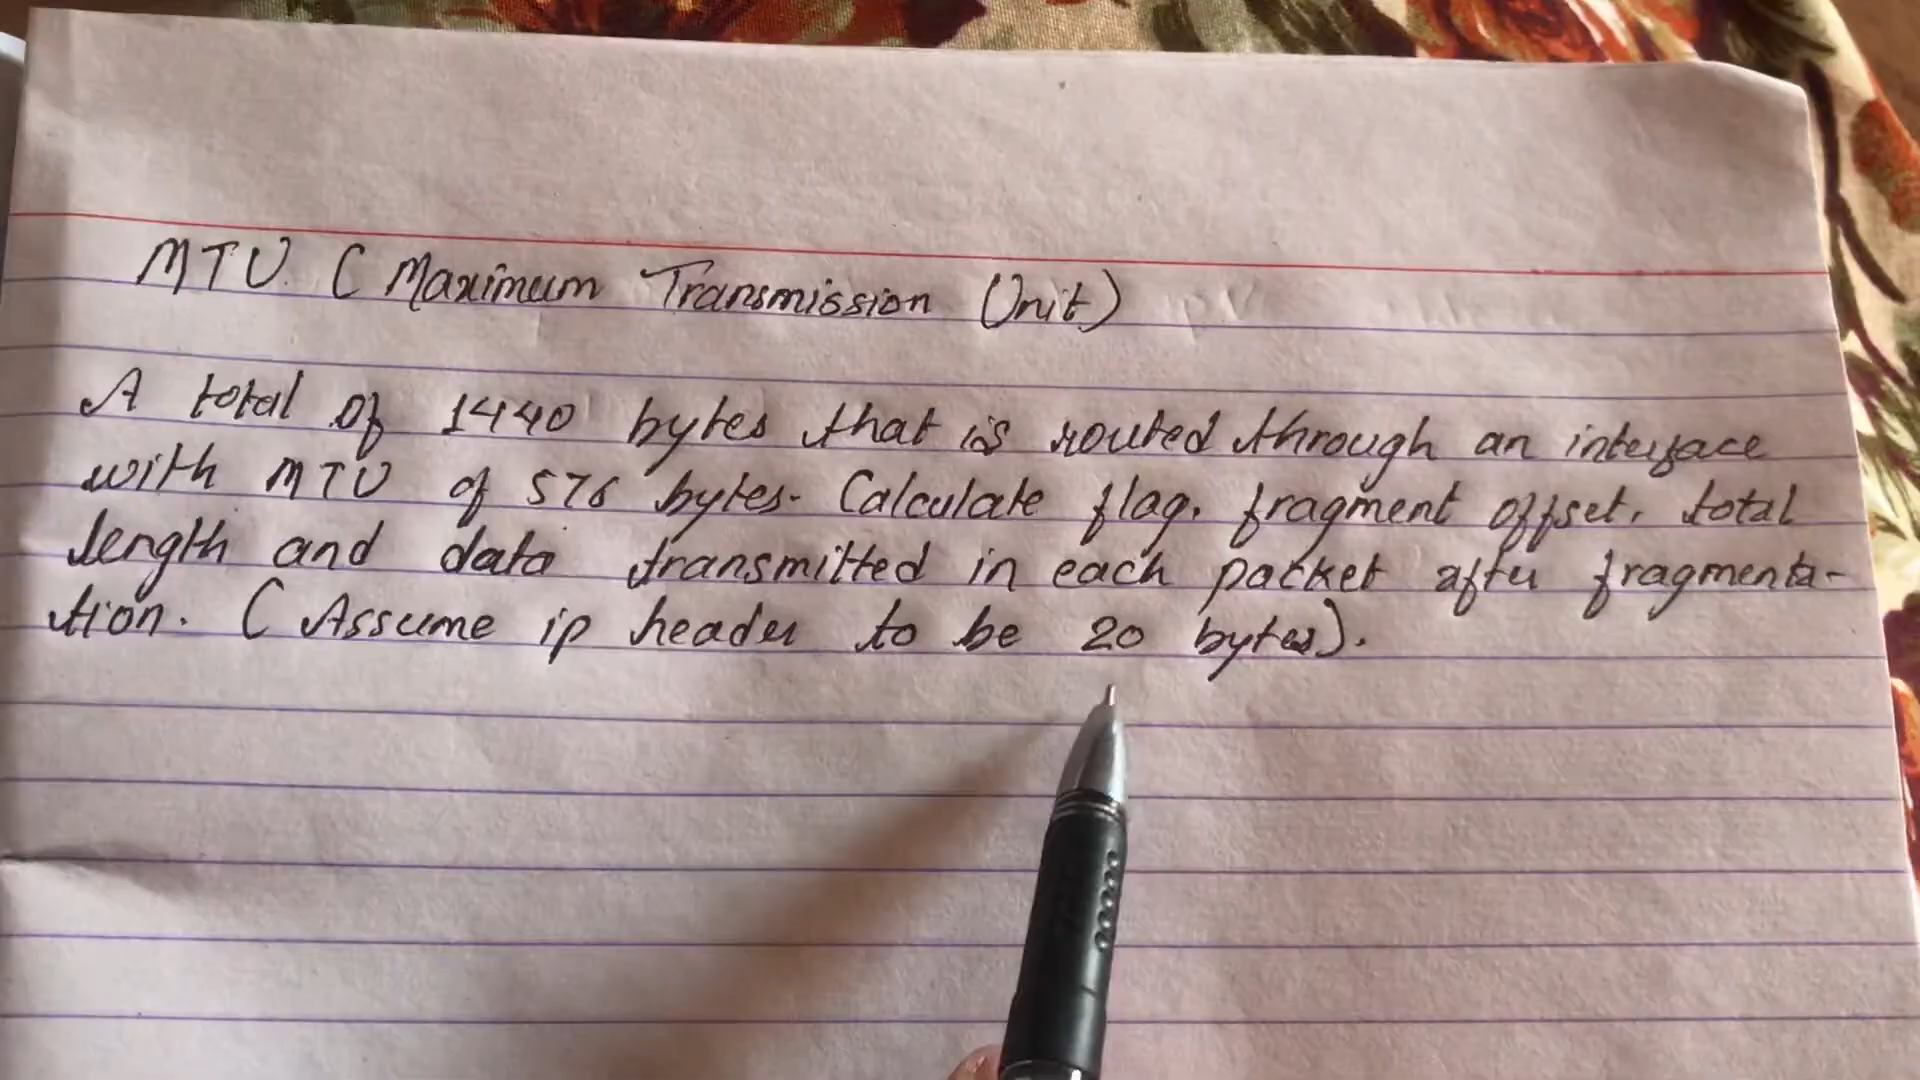 MTU. ( Maximum Transmission Unit)
A total of 1440 bytes that is routed through an interface
with MTU of 576 bytes. Calculate flag, fragment offset, total
length and data transmitted in each packet after fragmenta-
tion. ( Assume ip header to be 20 bytes).